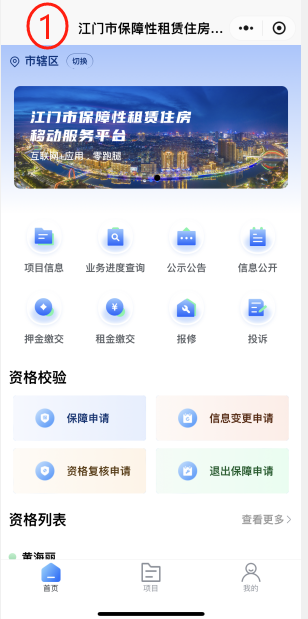 1
江门市保障性租赁住房...
市辖区 切换
江门市保障性租赁住房
移动服务平台
互联网+应用 零跑腿
项目信息 业务进度查询 公示公告 信息公开
押金缴交 租金缴交 报修 投诉
资格校验
保障申请 信息变更申请
资格复核申请 退出保障申请
资格列表 查看更多
黄海丽
首页 项目 我的